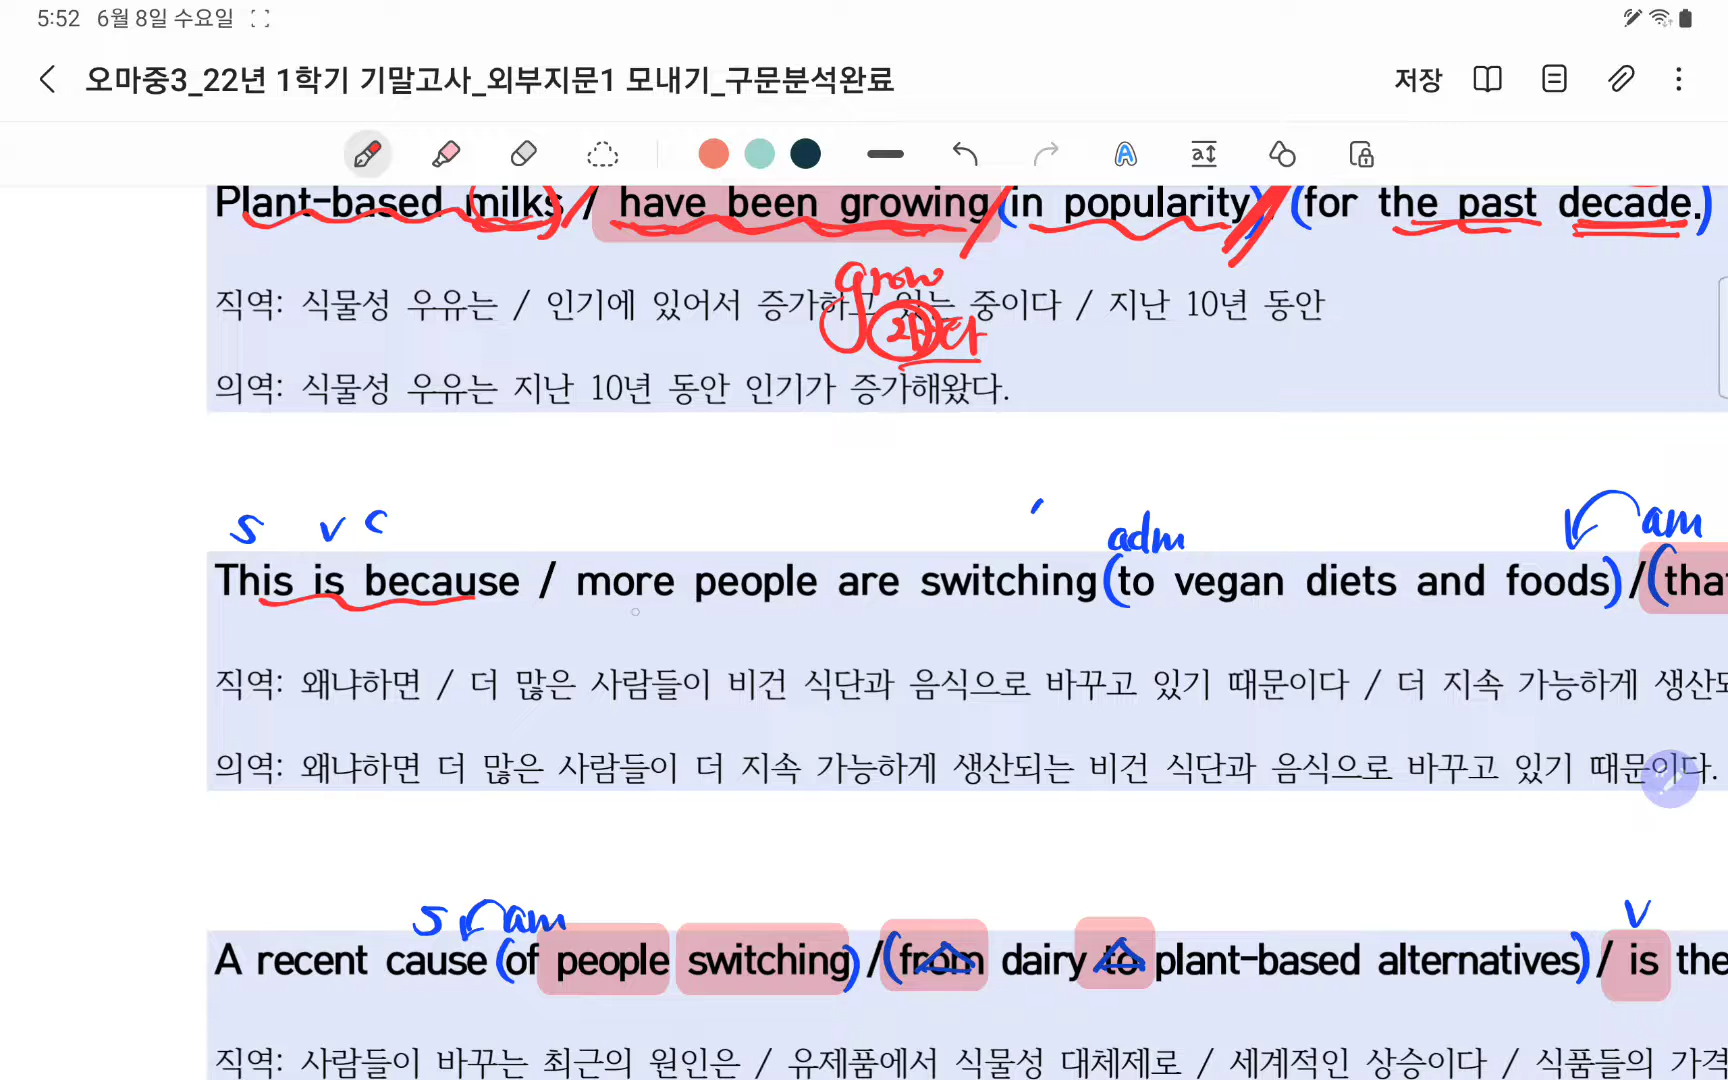 5:52 6월 8일 수요일
오마중3_22년 1학기 기말고사_외부지문1 모내기_구문분석완료
저장
Plant-based milks / have been growing (in popularity) / (for the past decade.)
grow
직역: 식물성 우유는 / 인기에 있어서 증가하고 있는 중이다 / 지난 10년 동안
의역: 식물성 우유는 지난 10년 동안 인기가 증가해왔다.
S V C adm am
This is because / more people are switching (to vegan diets and foods) / (tha
직역: 왜냐하면 / 더 많은 사람들이 비건 식단과 음식으로 바꾸고 있기 때문이다 / 더 지속 가능하게 생산되
의역: 왜냐하면 더 많은 사람들이 더 지속 가능하게 생산되는 비건 식단과 음식으로 바꾸고 있기 때문이다.
S am V
A recent cause (of people switching) / (from dairy to plant-based alternatives) / is the
직역: 사람들이 바꾸는 최근의 원인은 / 유제품에서 식물성 대체제로 / 세계적인 상승이다 / 식품들의 가격